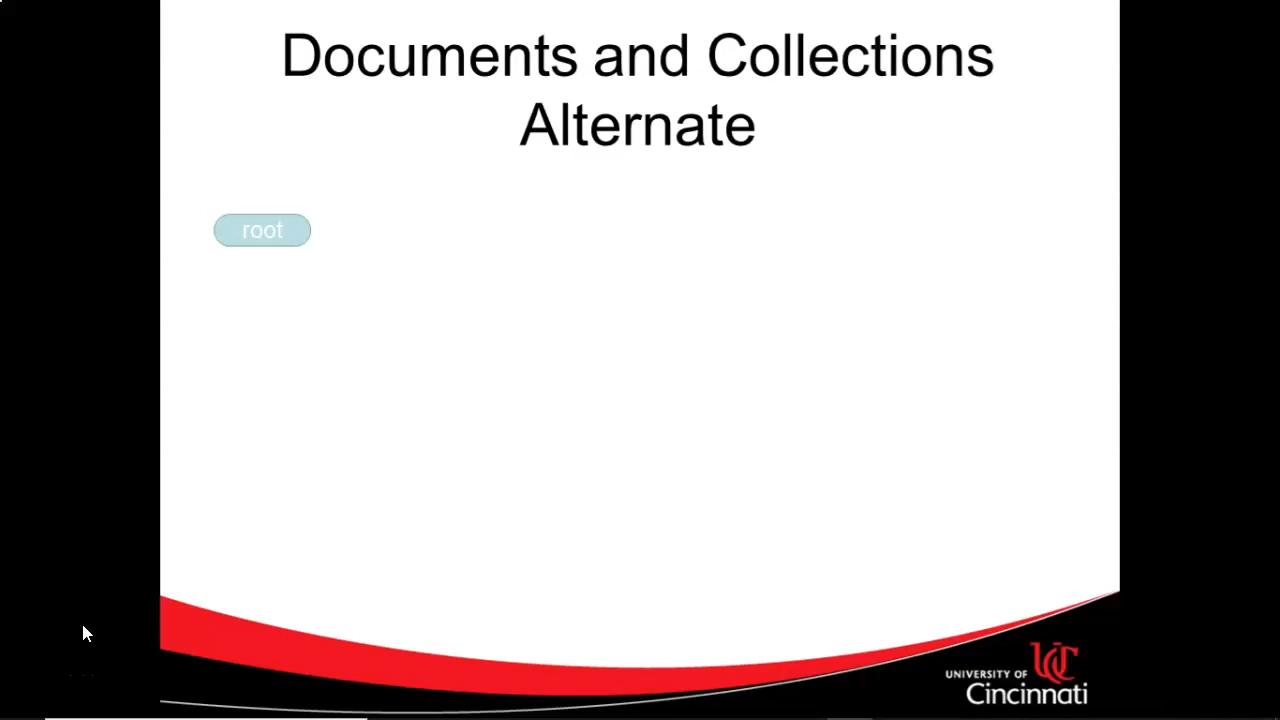 Documents and Collections
Alternate
root
UNIVERSITY OF
Cincinnati